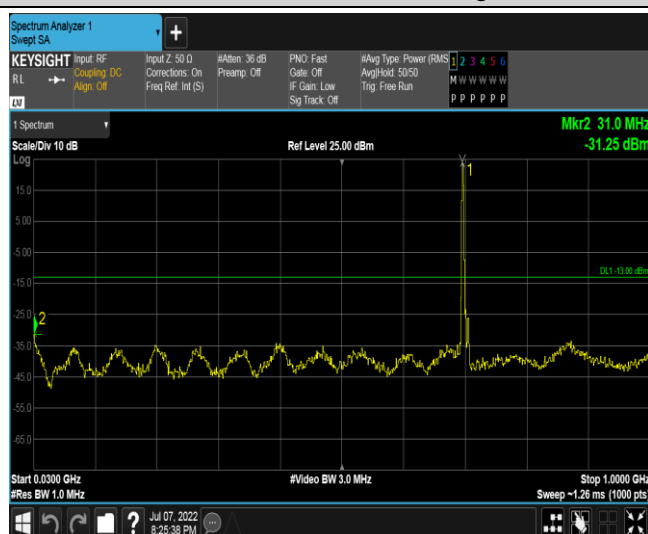 Spectrum Analyzer 1
Swept SA
+
KEYSIGHT
RL
Input: RF
Coupling: DC
Align: Off
Input Z: 50 Ω
Corrections: On
Freq Ref: Int (S)
#Atten: 36 dB
Preamp: Off
PNO: Fast
Gate: Off
IF Gain: Low
Sig Track: Off
#Avg Type: Power (RMS
Avg|Hold: 50/50
Trig: Free Run
1 2 3 4 5 6
M W W W W W
P P P P P P
LXI
1 Spectrum
Scale/Div 10 dB
Ref Level 25.00 dBm
Mkr2 31.0 MHz
-31.25 dBm
Log
1
15.0
5.00
-5.00
DL1 -13.00 dBm
-15.0
-25.0
2
-35.0
-45.0
-55.0
-65.0
Start 0.0300 GHz
#Video BW 3.0 MHz
Stop 1.0000 GHz
#Res BW 1.0 MHz
Sweep ~1.26 ms (1000 pts)
?
Jul 07, 2022
8:25:38 PM